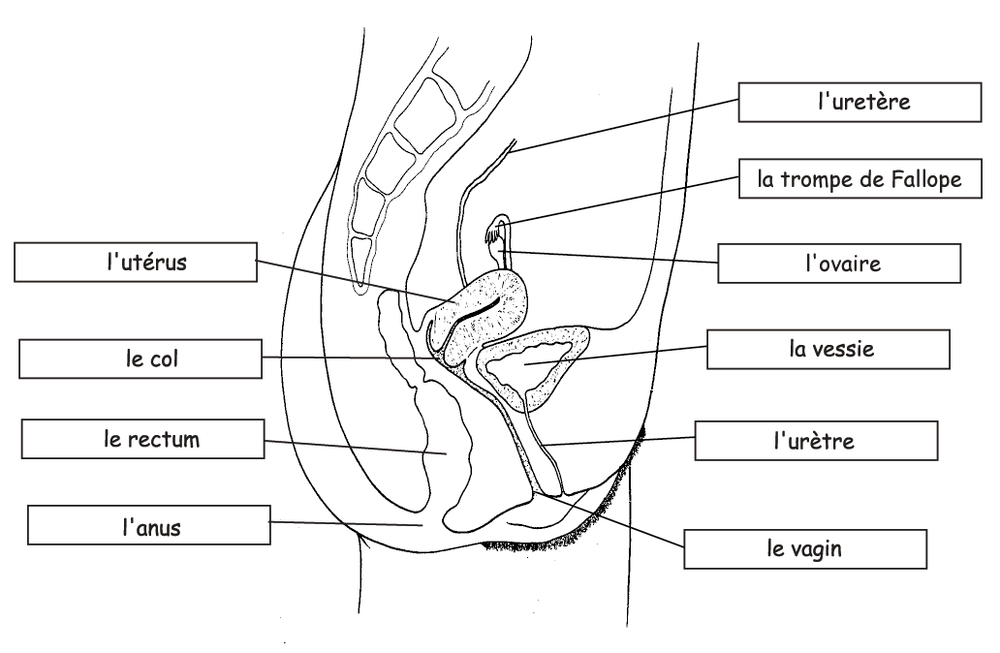 l'uretère
la trompe de Fallope
l'utérus
l'ovaire
la vessie
le col
le rectum
l'urètre
l'anus
le vagin